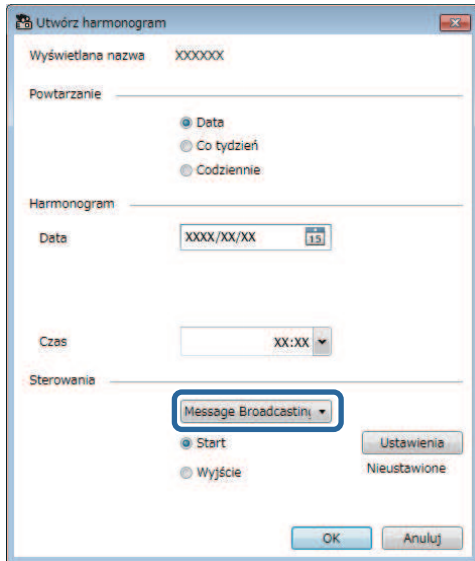 Utwórz harmonogram
Wyświetlana nazwa XXXXXX
Powtarzanie
Data
Co tydzień
Codziennie
Harmonogram
Data XXXX/XX/XX 15
Czas XX:XX
Sterowania
Message Broadcasting
Start Ustawienia
Wyjście Nieustawione
OK Anuluj